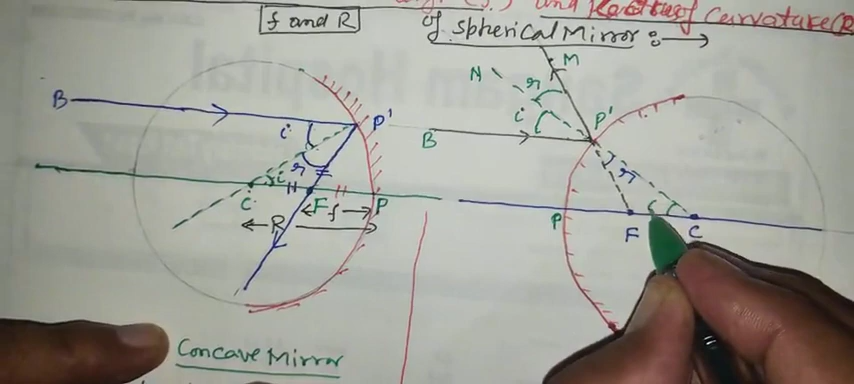 and Radius of Curvature (R
f and R
of Spherical Mirror :→
B
i
r
P'
i
C
F
P
f
R
Concave Mirror
N
M
r
i
P'
B
r
P
F
i
C